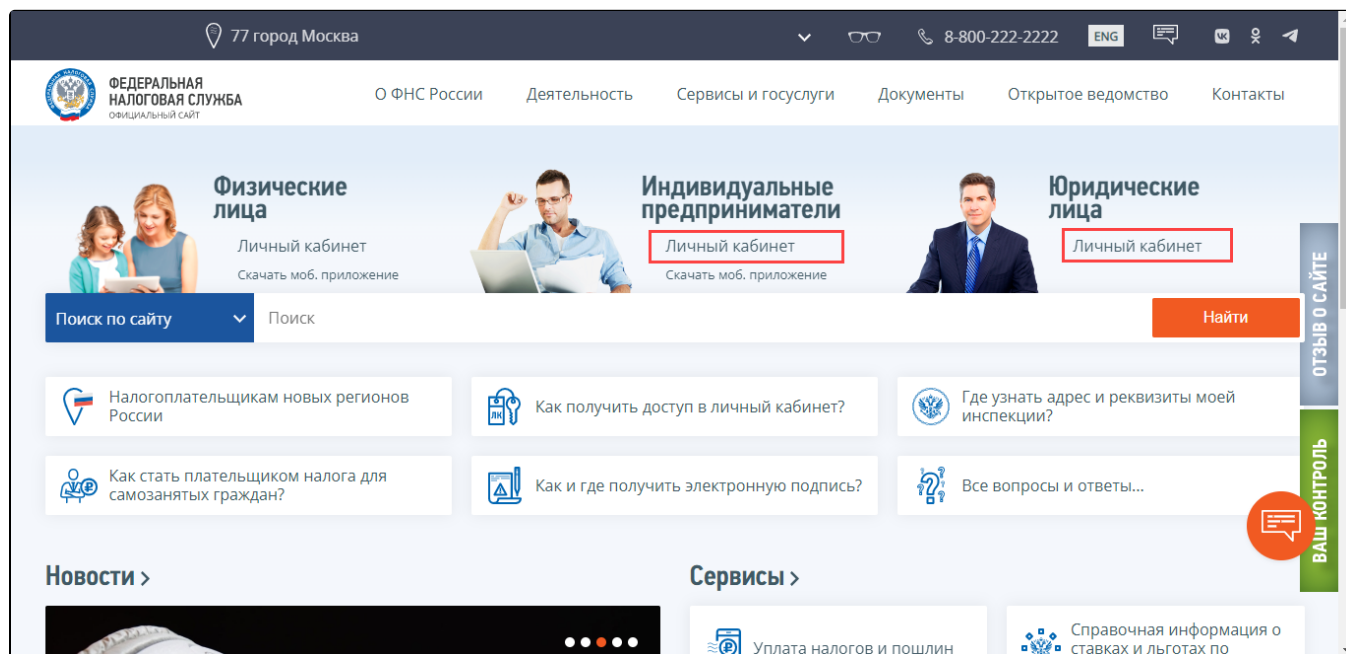 77 город Москва
8-800-222-2222
ENG
ФЕДЕРАЛЬНАЯ
НАЛОГОВАЯ СЛУЖБА
ОФИЦИАЛЬНЫЙ САЙТ
О ФНС России
Деятельность
Сервисы и госуслуги
Документы
Открытое ведомство
Контакты
Физические
лица
Личный кабинет
Скачать моб. приложение
Индивидуальные
предприниматели
Личный кабинет
Скачать моб. приложение
Юридические
лица
Личный кабинет
Поиск по сайту
Поиск
Найти
ОТЗЫВ О САЙТЕ
Налогоплательщикам новых регионов
России
ЛК
Как получить доступ в личный кабинет?
Где узнать адрес и реквизиты моей
инспекции?
Как стать плательщиком налога для
самозанятых граждан?
Как и где получить электронную подпись?
Все вопросы и ответы...
ВАШ КОНТРОЛЬ
Новости >
Сервисы >
Уплата налогов и пошлин
Справочная информация о
ставках и льготах по